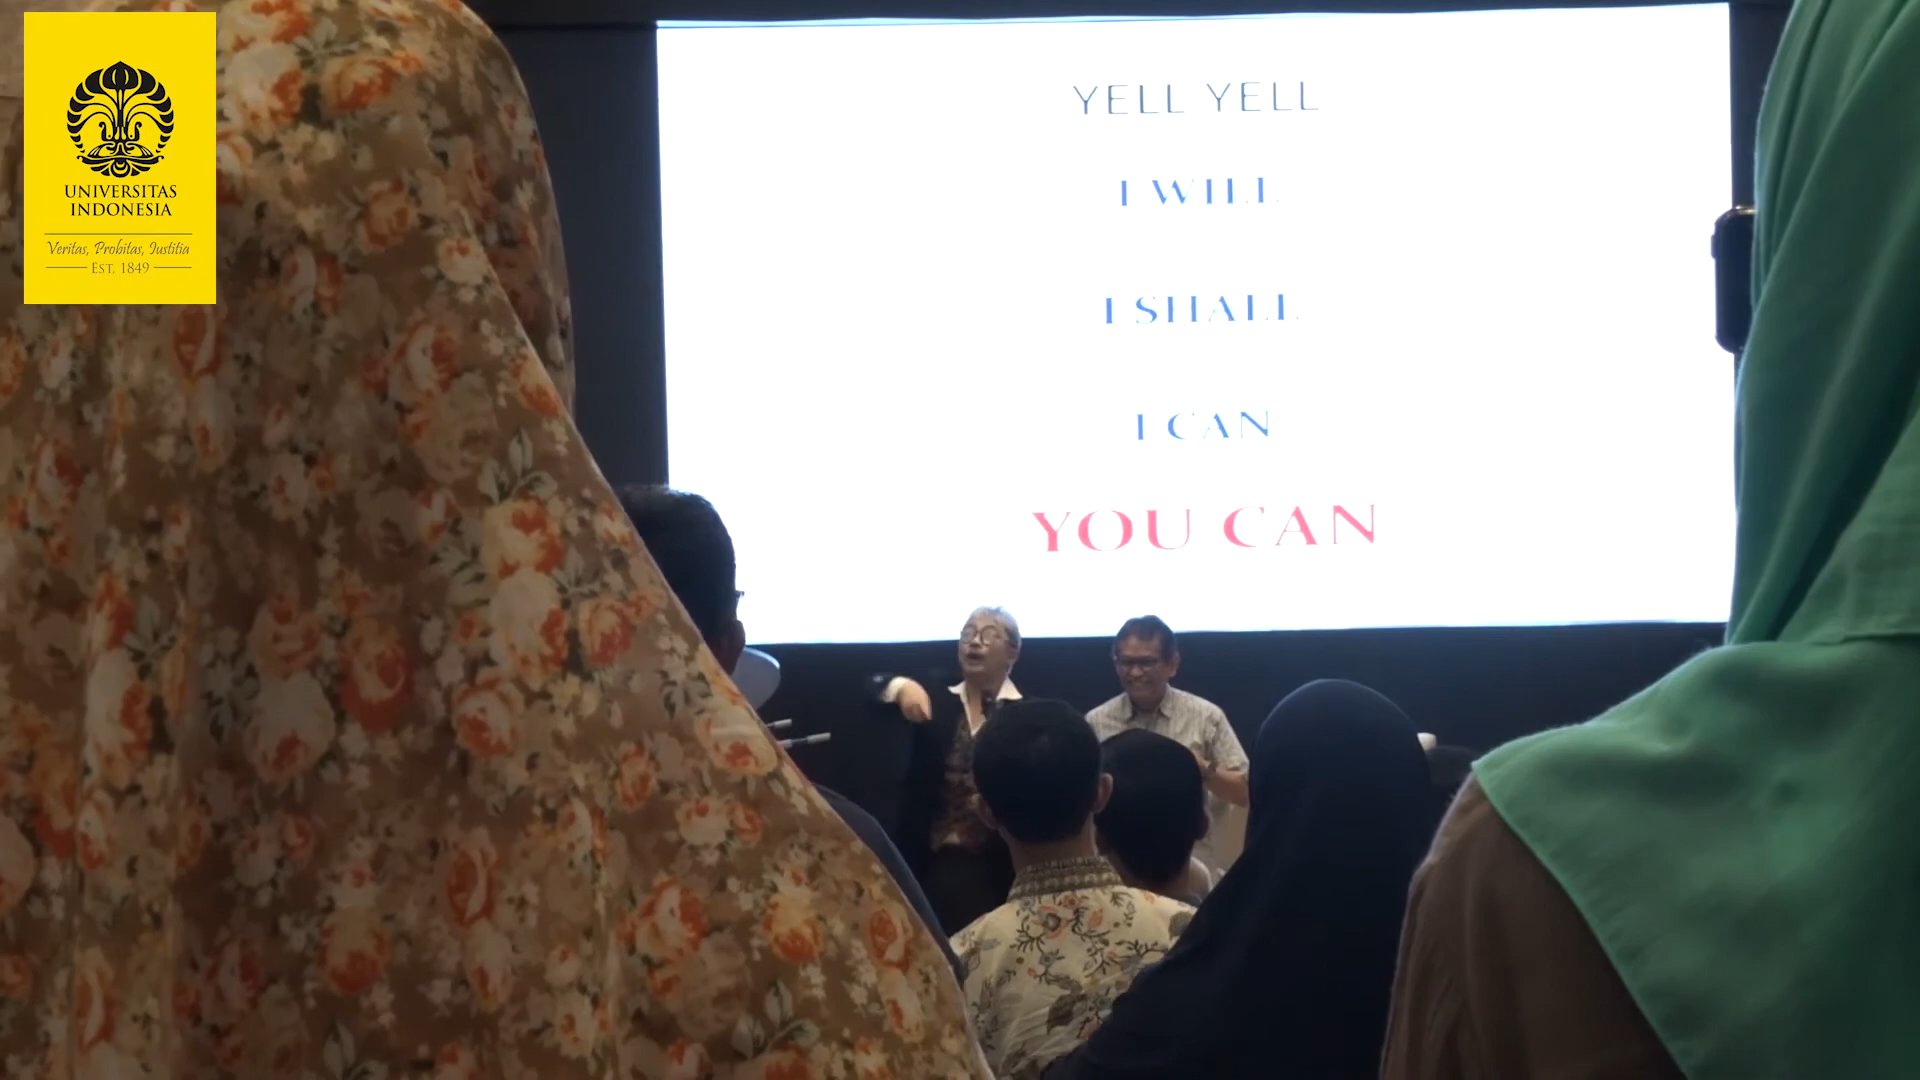 UNIVERSITAS
INDONESIA
Veritas, Probitas, Iustitia
EST. 1849
YELL YELL
I WILL
I SHALL
I CAN
YOU CAN